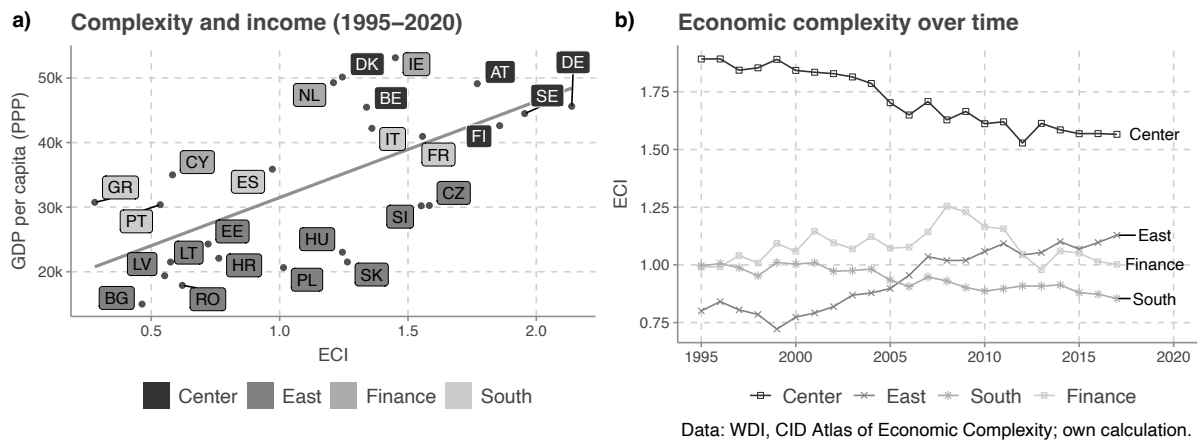 a) Complexity and income (1995–2020)
GDP per capita (PPP)
50k
40k
30k
20k
DK
IE
DE
AT
NL
BE
SE
IT
FI
FR
CY
ES
GR
PT
CZ
SI
EE
HU
LT
LV
HR
PL
SK
BG
RO
0.5 1.0 1.5 2.0
ECI
Center East Finance South
b) Economic complexity over time
ECI
1.75
1.50
1.25
1.00
0.75
Center
East
Finance
South
1995 2000 2005 2010 2015 2020
Center East South Finance
Data: WDI, CID Atlas of Economic Complexity; own calculation.